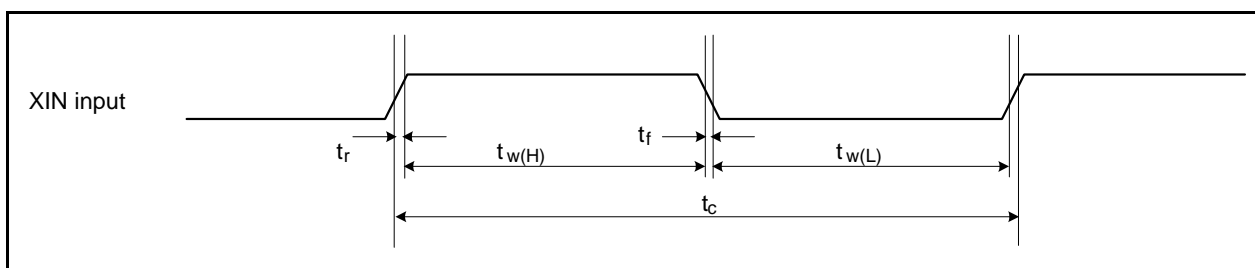 XIN input
tr
tw(H)
tf
tw(L)
tc